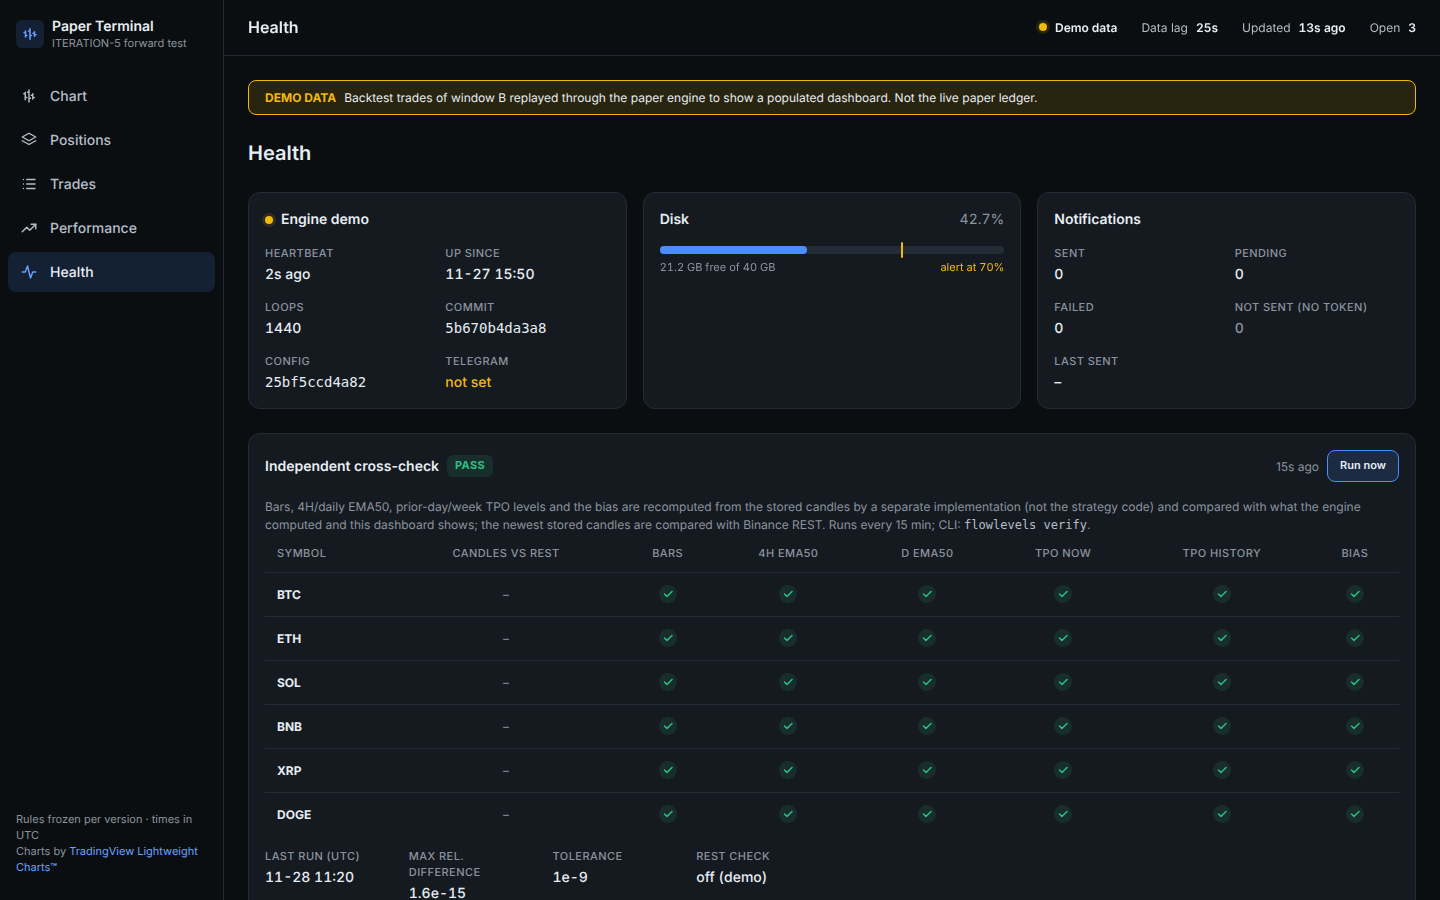 Paper Terminal
ITERATION-5 forward test
Chart
Positions
Trades
Performance
Health
Rules frozen per version · times in
UTC
Charts by TradingView Lightweight
Charts™
Health
Demo data
Data lag 25s
Updated 13s ago
Open 3
DEMO DATA Backtest trades of window B replayed through the paper engine to show a populated dashboard. Not the live paper ledger.
Health
Engine demo
HEARTBEAT
2s ago
UP SINCE
11-27 15:50
LOOPS
1440
COMMIT
5b670b4da3a8
CONFIG
25bf5ccd4a82
TELEGRAM
not set
Disk
42.7%
21.2 GB free of 40 GB
alert at 70%
Notifications
SENT
0
PENDING
0
FAILED
0
NOT SENT (NO TOKEN)
0
LAST SENT
–
Independent cross-check PASS
15s ago
Run now
Bars, 4H/daily EMA50, prior-day/week TPO levels and the bias are recomputed from the stored candles by a separate implementation (not the strategy code) and compared with what the engine
computed and this dashboard shows; the newest stored candles are compared with Binance REST. Runs every 15 min; CLI: flowlevels verify.
SYMBOL CANDLES VS REST BARS 4H EMA50 D EMA50 TPO NOW TPO HISTORY BIAS
BTC –
ETH –
SOL –
BNB –
XRP –
DOGE –
LAST RUN (UTC)
11-28 11:20
MAX REL.
DIFFERENCE
1.6e-15
TOLERANCE
1e-9
REST CHECK
off (demo)